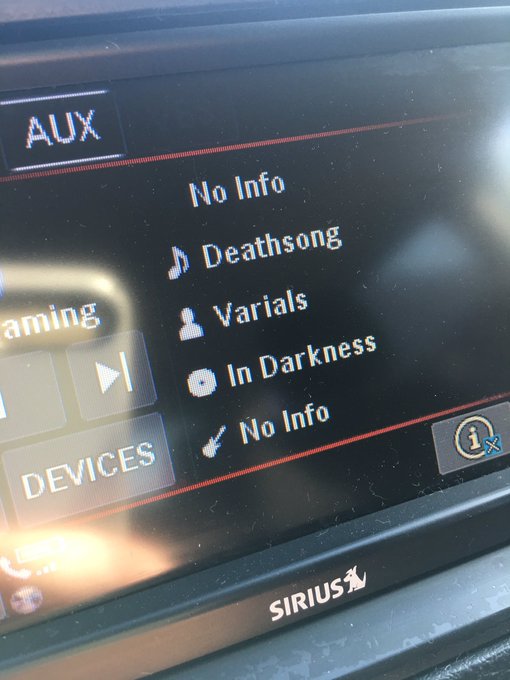 AUX
No Info
Deathsong
Varials
aming
In Darkness
No Info
DEVICES
i
SIRIUS